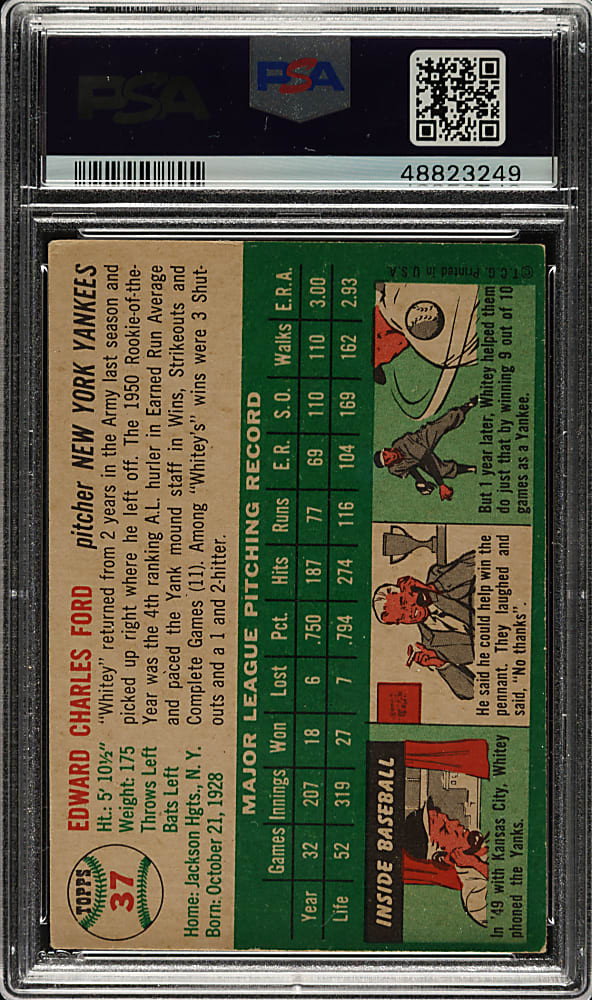 PSA
PSA
48823249
TOPPS
37
EDWARD CHARLES FORD pitcher NEW YORK YANKEES
Ht.: 5' 10½"
Weight: 175
Throws Left
Bats Left
Home: Jackson Hgts., N. Y.
Born: October 21, 1928
"Whitey" returned from 2 years in the Army last season and
picked up right where he left off. The 1950 Rookie-of-the-
Year was the 4th ranking A.L. hurler in Earned Run Average
and paced the Yank mound staff in Wins, Strikeouts and
Complete Games (11). Among "Whitey's" wins were 3 Shut-
outs and a 1 and 2-hitter.
MAJOR LEAGUE PITCHING RECORD
Games Innings Won Lost Pct. Hits Runs E.R. S.O. Walks E.R.A.
Year 32 207 18 6 .750 187 77 69 110 110 3.00
Life 52 319 27 7 .794 274 116 104 169 162 2.93
INSIDE BASEBALL
In '49 with Kansas City, Whitey
phoned the Yanks.
He said he could help win the
pennant. They laughed and
said, "No thanks".
But 1 year later, Whitey helped them
do just that by winning 9 out of 10
games as a Yankee.
© T.C.G. Printed in U.S.A.